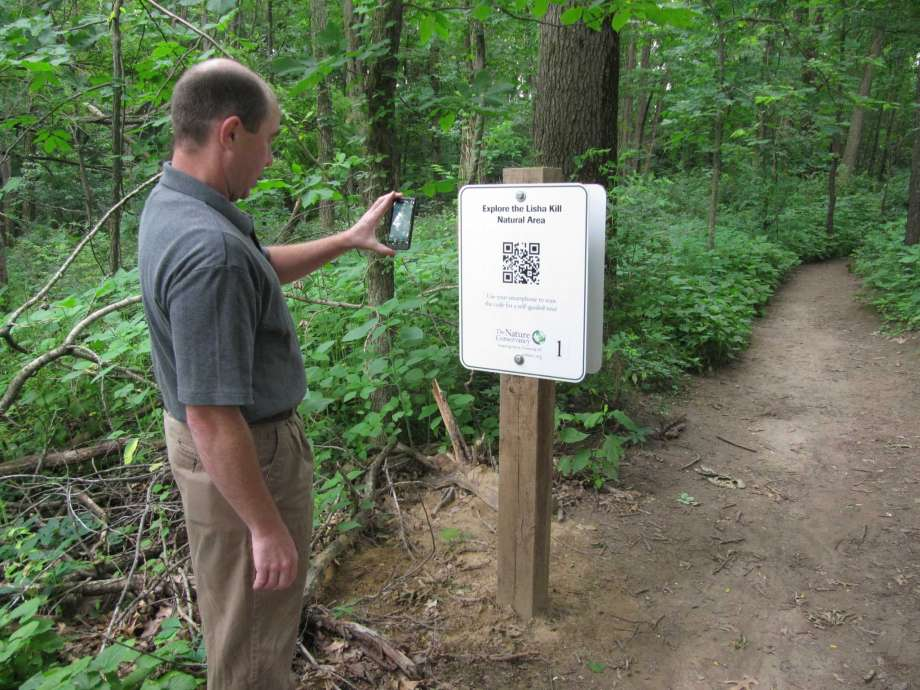 Explore the Lisha Kill
Natural Area
Use your smartphone to scan
the code for a self-guided tour
The Nature
Conservancy
1